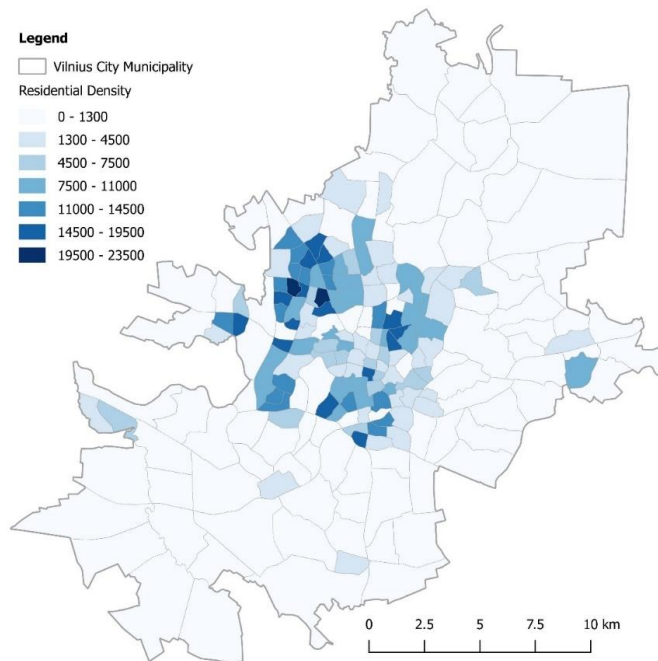 Legend
Vilnius City Municipality
Residential Density
0 - 1300
1300 - 4500
4500 - 7500
7500 - 11000
11000 - 14500
14500 - 19500
19500 - 23500
0 2.5 5 7.5 10 km